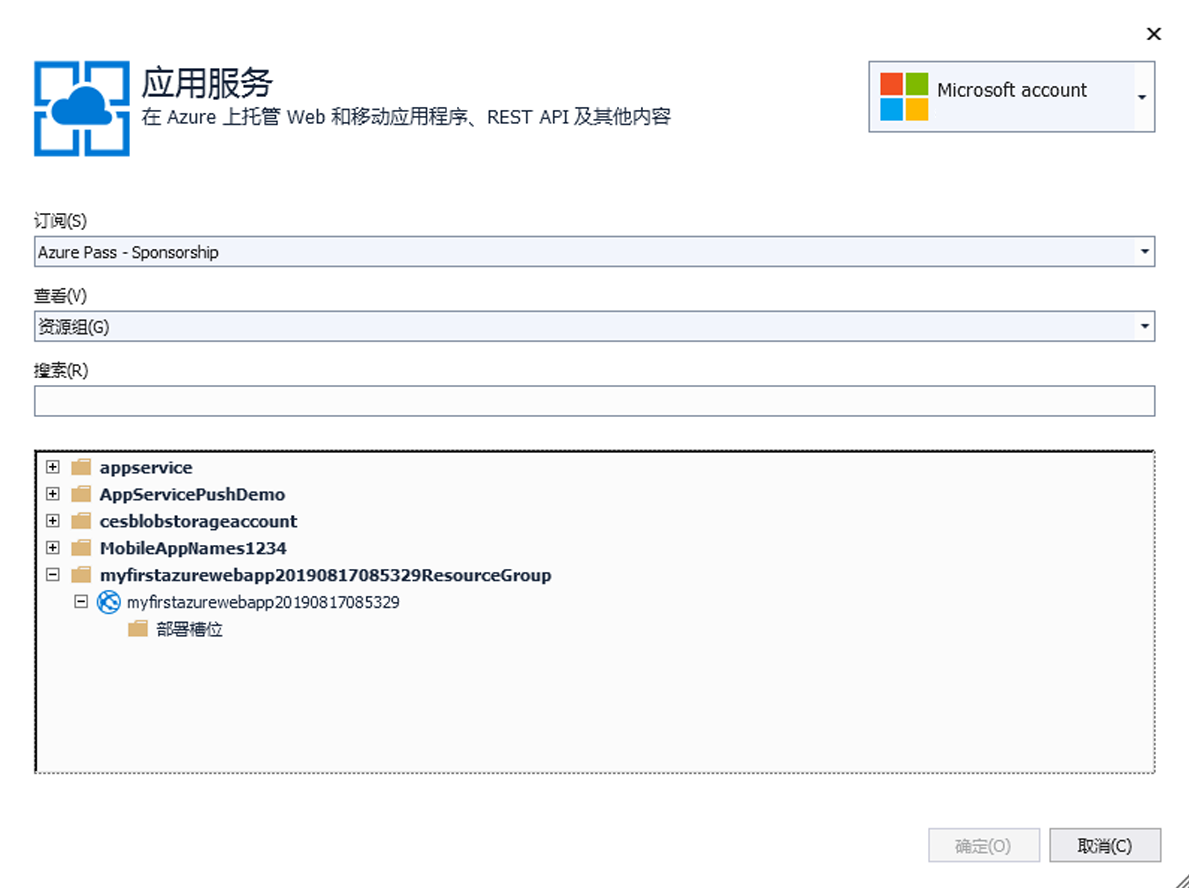 应用服务
在 Azure 上托管 Web 和移动应用程序、REST API 及其他内容
Microsoft account
订阅(S)
Azure Pass - Sponsorship
查看(V)
资源组(G)
搜索(R)
appservice
AppServicePushDemo
cesblobstorageaccount
MobileAppNames1234
myfirstazurewebapp20190817085329ResourceGroup
myfirstazurewebapp20190817085329
部署槽位
确定(O)
取消(C)